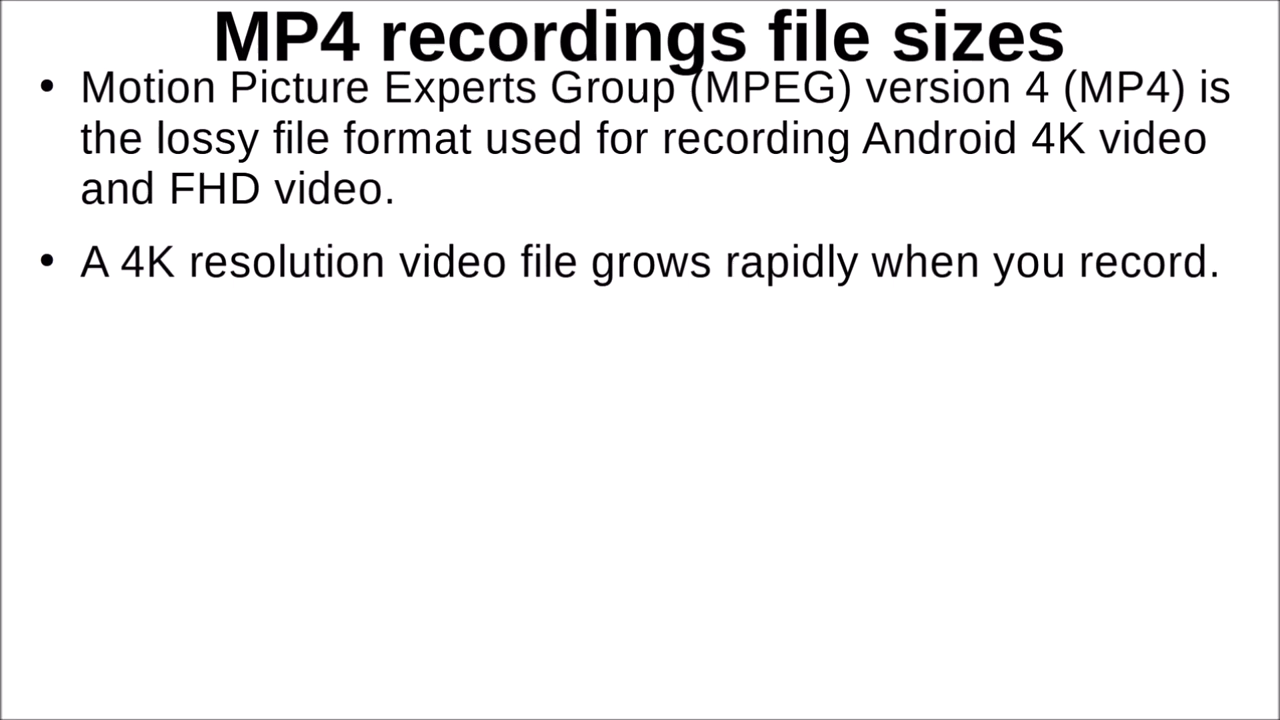 MP4 recordings file sizes
• Motion Picture Experts Group (MPEG) version 4 (MP4) is
the lossy file format used for recording Android 4K video
and FHD video.
• A 4K resolution video file grows rapidly when you record.